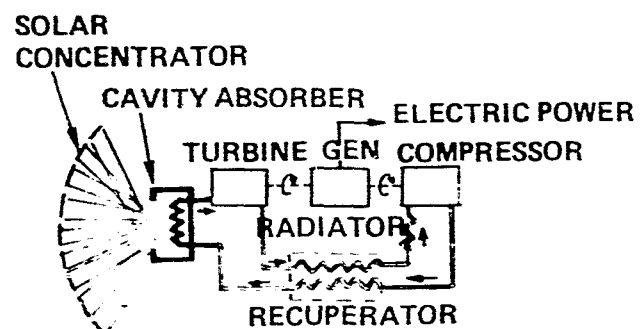 SOLAR
CONCENTRATOR
CAVITY ABSORBER
ELECTRIC POWER
TURBINE GEN COMPRESSOR
RADIATOR
RECUPERATOR